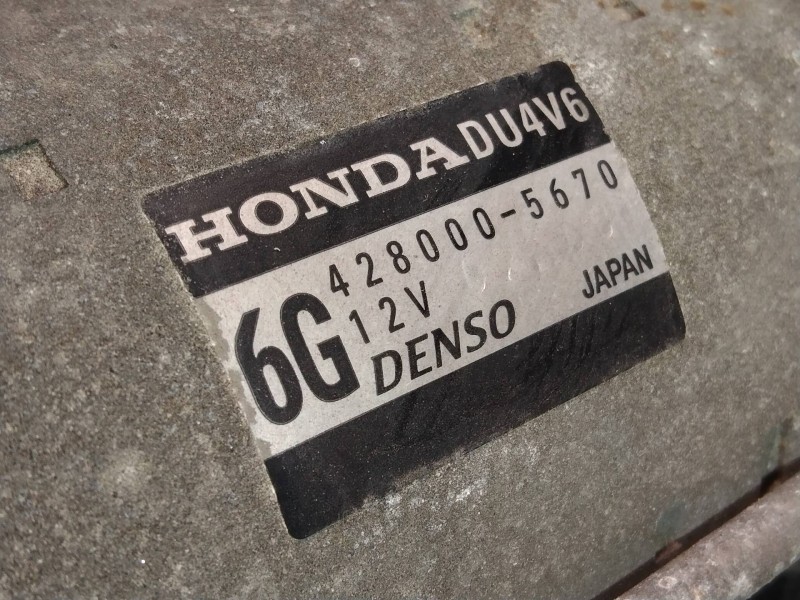 HONDA DU4V6
428000-5670
6G 12V
DENSO JAPAN